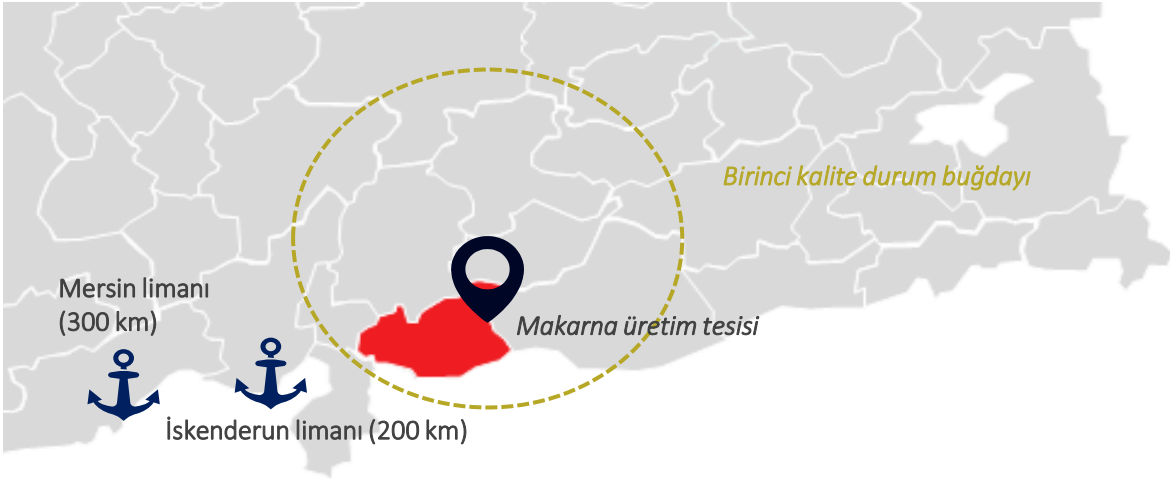 Birinci kalite durum buğdayı
Mersin limanı
(300 km)
Makarna üretim tesisi
İskenderun limanı (200 km)